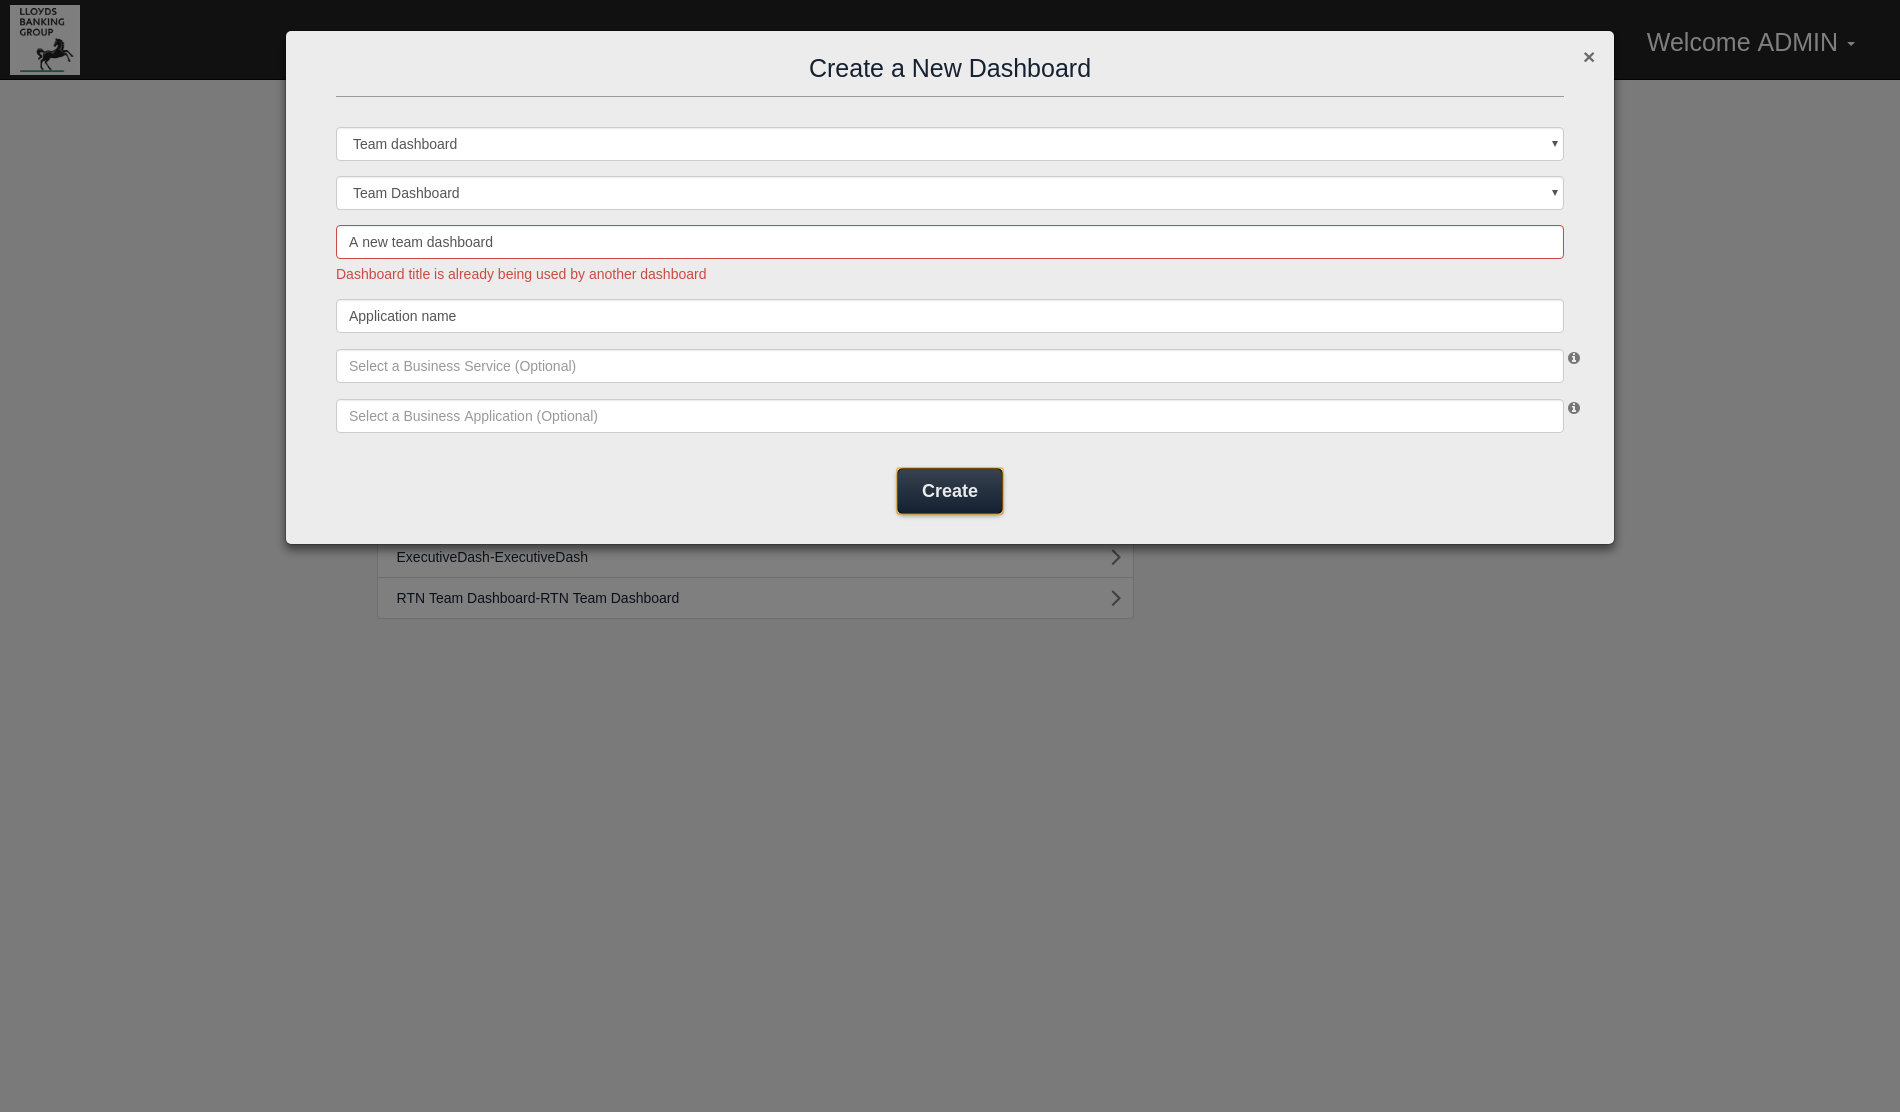 LLOYDS
BANKING
GROUP
Welcome ADMIN
Create a New Dashboard
×
Team dashboard
Team Dashboard
A new team dashboard
Dashboard title is already being used by another dashboard
Application name
Select a Business Service (Optional)
Select a Business Application (Optional)
Create
ExecutiveDash-ExecutiveDash
RTN Team Dashboard-RTN Team Dashboard